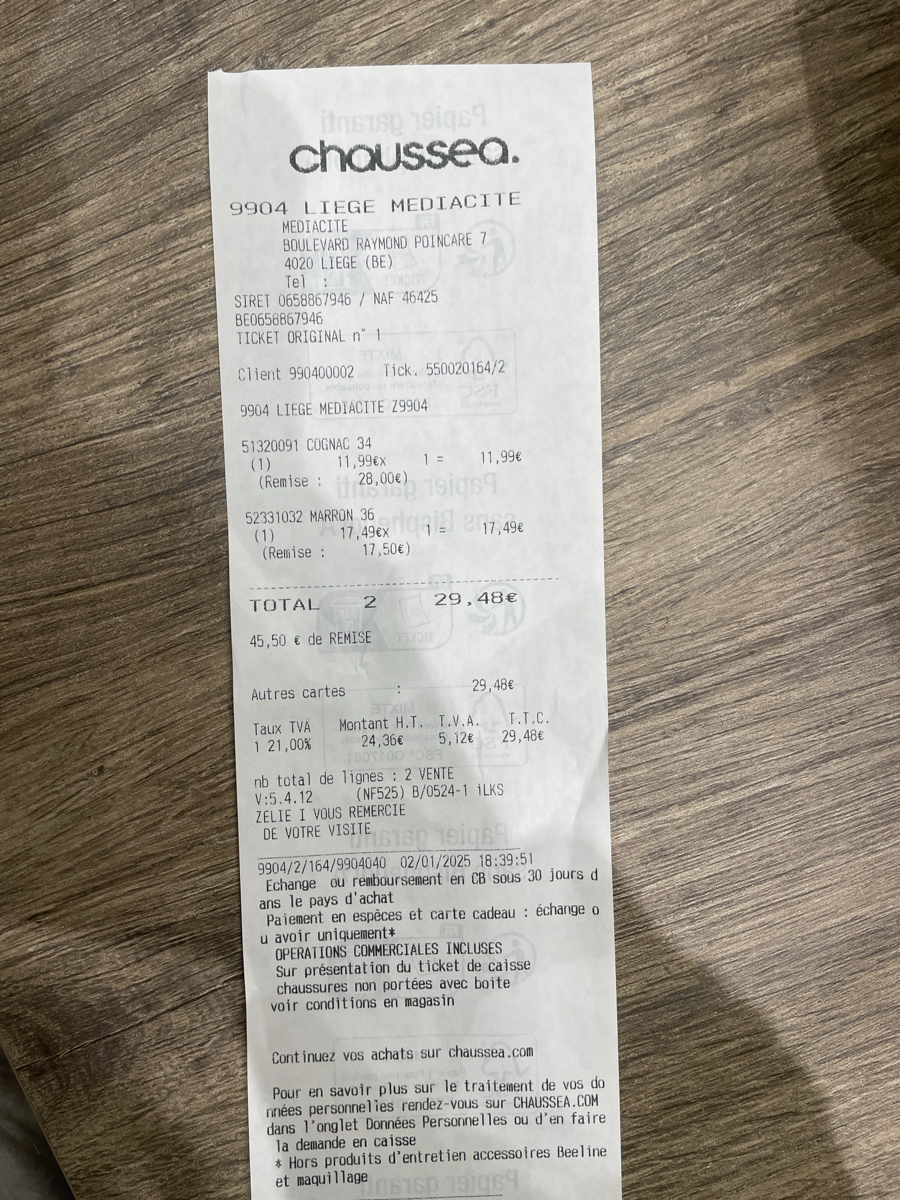 chaussea.
9904 LIEGE MEDIACITE
MEDIACITE
BOULEVARD RAYMOND POINCARE 7
4020 LIEGE (BE)
Tel :
SIRET 0658867946 / NAF 46425
BE0658867946
TICKET ORIGINAL n° 1
Client 990400002 Tick. 550020164/2
9904 LIEGE MEDIACITE Z9904
51320091 COGNAC 34
(1) 11,99€x 1 = 11,99€
(Remise : 28,00€)
52331032 MARRON 36
(1) 17,49€x 1 = 17,49€
(Remise : 17,50€)
TOTAL 2 29,48€
45,50 € de REMISE
Autres cartes : 29,48€
Taux TVA Montant H.T. T.V.A. T.T.C.
1 21,00% 24,36€ 5,12€ 29,48€
nb total de lignes : 2 VENTE
V:5.4.12 (NF525) B/0524-1 iLKS
ZELIE I VOUS REMERCIE
DE VOTRE VISITE
9904/2/164/9904040 02/01/2025 18:39:51
Echange ou remboursement en CB sous 30 jours d
ans le pays d'achat
Paiement en espèces et carte cadeau : échange o
u avoir uniquement*
OPERATIONS COMMERCIALES INCLUSES
Sur présentation du ticket de caisse
chaussures non portées avec boite
voir conditions en magasin
Continuez vos achats sur chaussea.com
Pour en savoir plus sur le traitement de vos do
nnées personnelles rendez-vous sur CHAUSSEA.COM
dans l'onglet Données Personnelles ou d'en faire
la demande en caisse
* Hors produits d'entretien accessoires Beeline
et maquillage